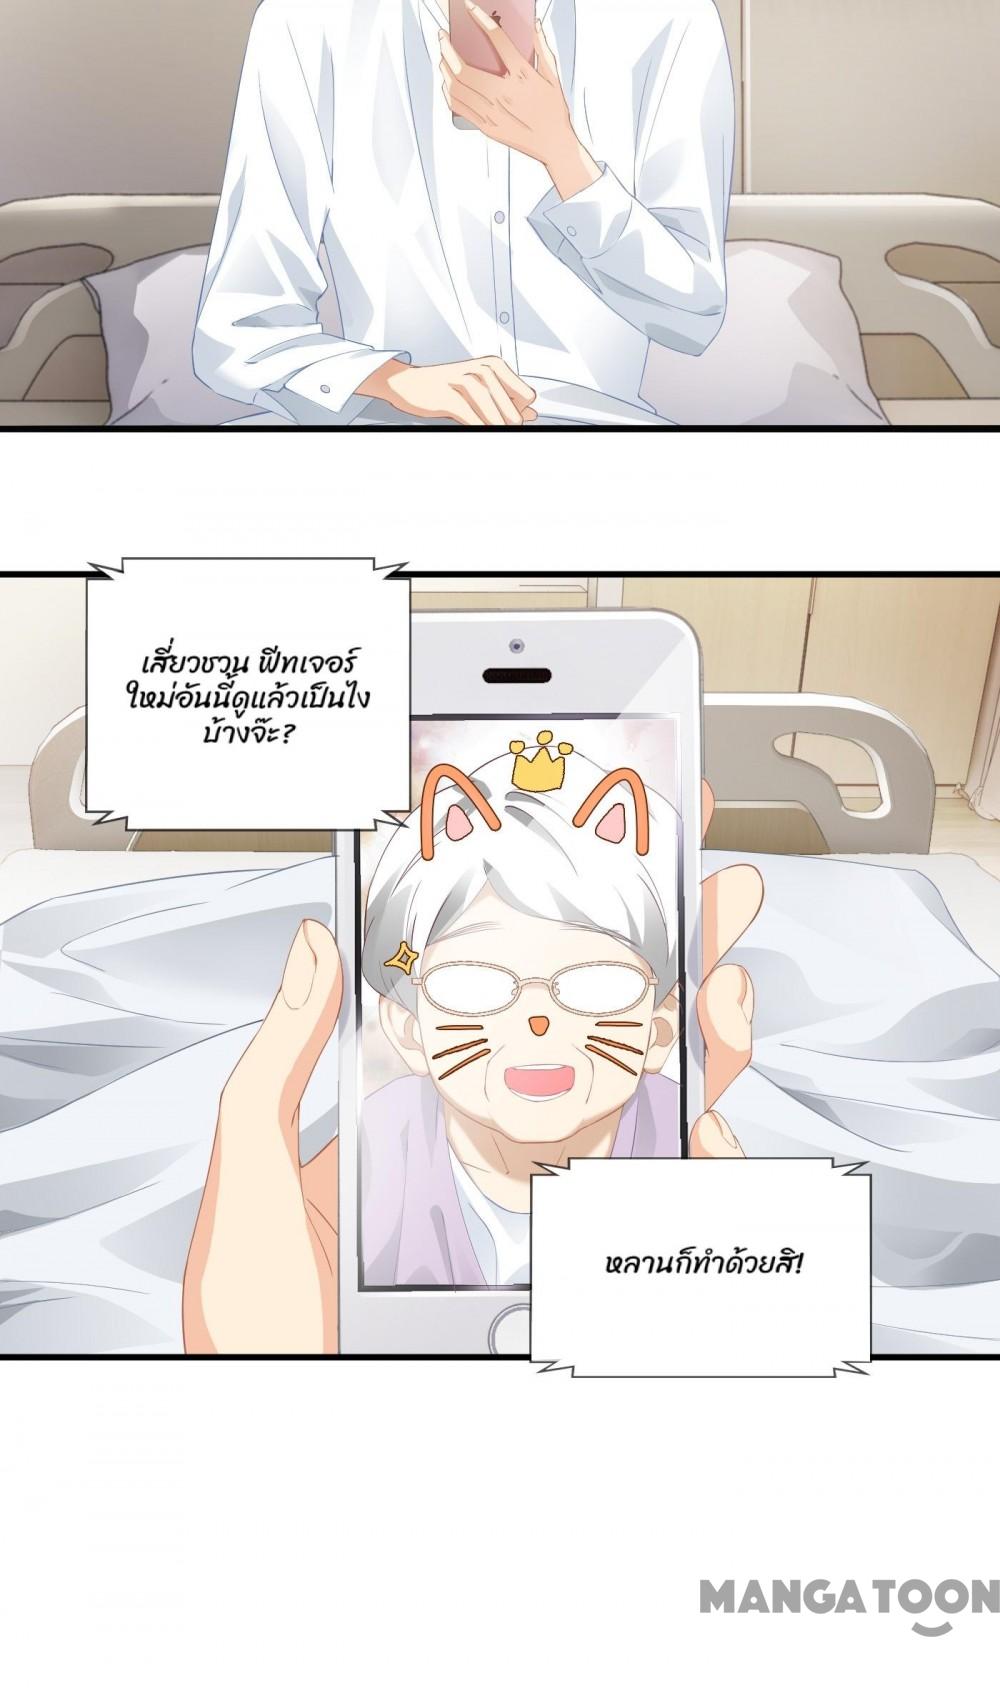 เสี่ยวชวน ฟีทเจอร์
ใหม่อันนี้ดูแล้วเป็นไง
บ้างจ๊ะ?
หลานก็ทำด้วยสิ!
MANGATOON